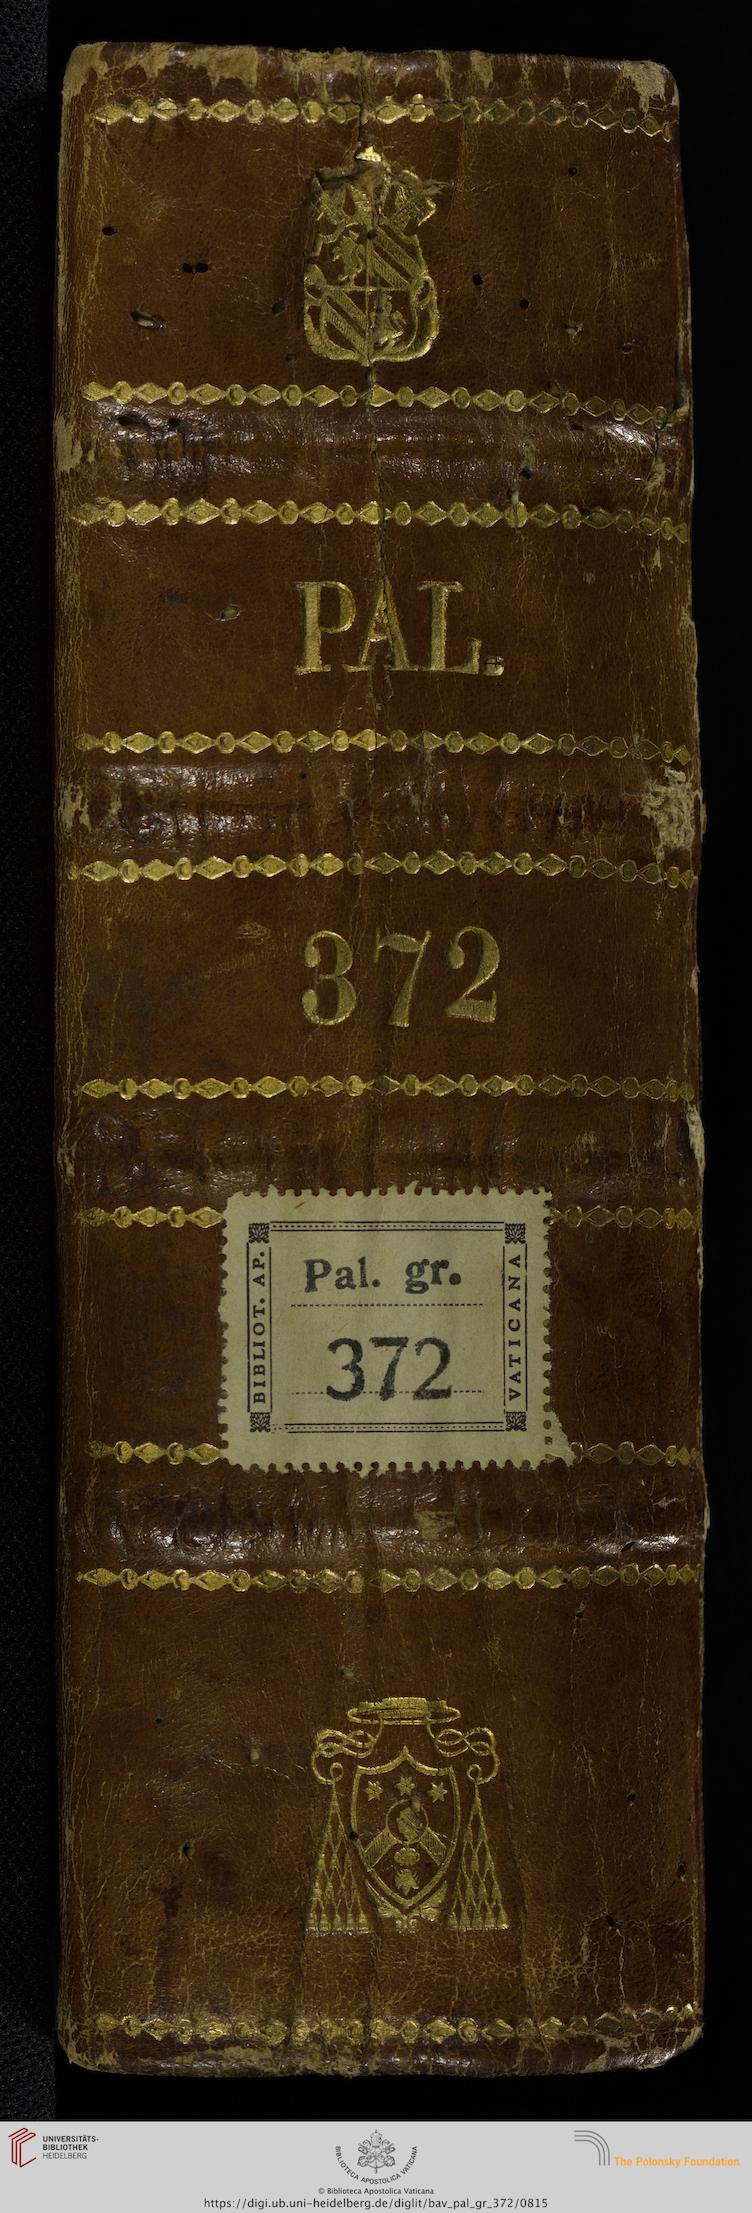 PAL.
372
BIBLIOT. AP.
Pal. gr.
372
VATICANA
UNIVERSITÄTS-
BIBLIOTHEK
HEIDELBERG
BIBLIOTECA APOSTOLICA VATICANA
The Polonsky Foundation
© Biblioteca Apostolica Vaticana
https://digi.ub.uni-heidelberg.de/diglit/bav_pal_gr_372/0815